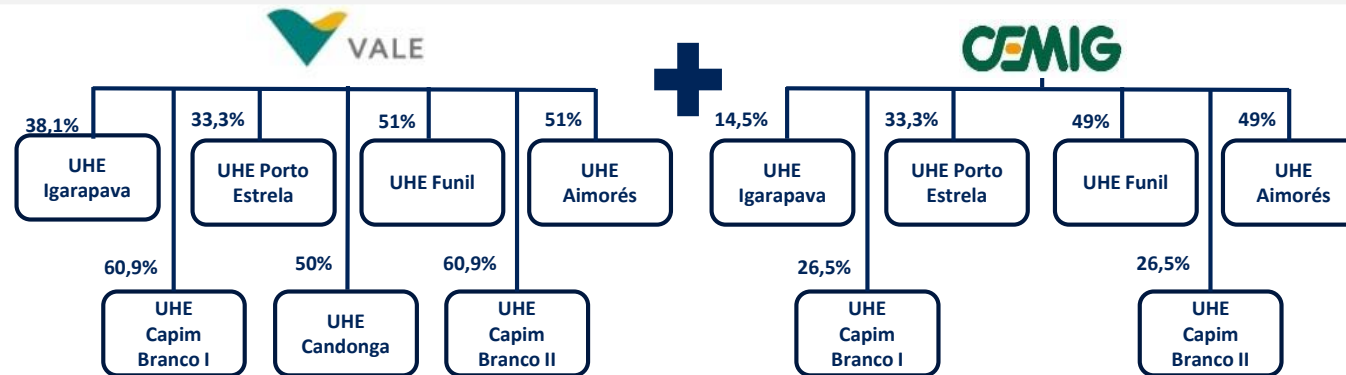 VALE
CEMIG
38,1%
33,3%
51%
51%
14,5%
33,3%
49%
49%
UHE
Igarapava
UHE Porto
Estrela
UHE Funil
UHE
Aimorés
UHE
Igarapava
UHE Porto
Estrela
UHE Funil
UHE
Aimorés
60,9%
50%
60,9%
26,5%
26,5%
UHE
Capim
Branco I
UHE
Candonga
UHE
Capim
Branco II
UHE
Capim
Branco I
UHE
Capim
Branco II